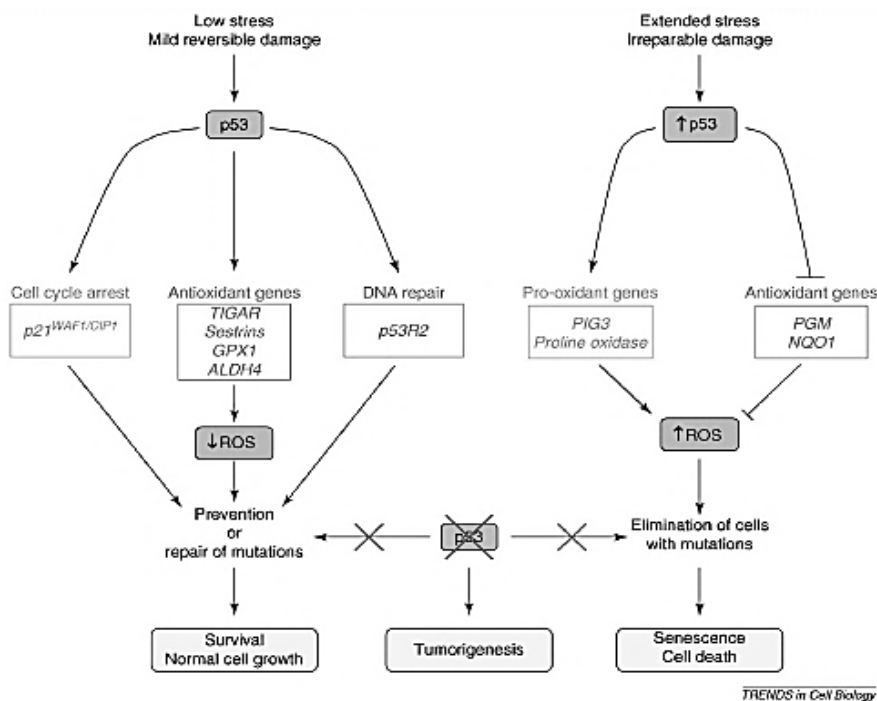 Low stress
Mild reversible damage
Extended stress
Irreparable damage
p53
↑p53
Cell cycle arrest
p21WAF1/CIP1
Antioxidant genes
TIGAR
Sestrins
GPX1
ALDH4
DNA repair
p53R2
Pro-oxidant genes
PIG3
Proline oxidase
Antioxidant genes
PGM
NQO1
↓ROS
↑ROS
Prevention
or
repair of mutations
p53
Elimination of cells
with mutations
Survival
Normal cell growth
Tumorigenesis
Senescence
Cell death
TRENDS in Cell Biology